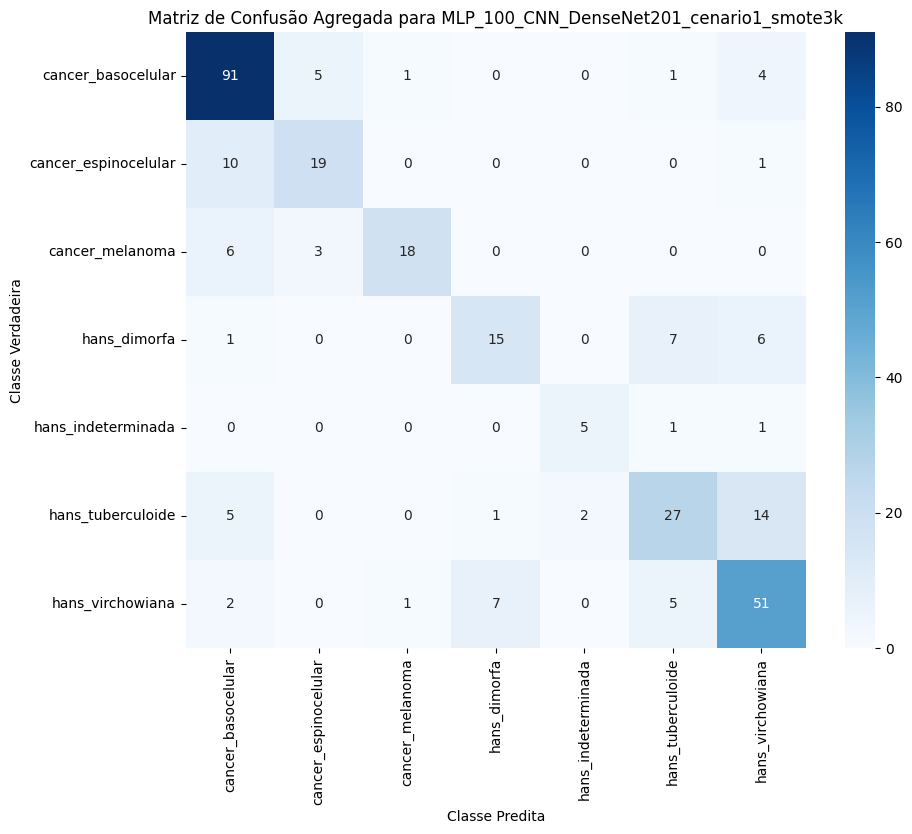 Matriz de Confusão Agregada para MLP_100_CNN_DenseNet201_cenario1_smote3k
Classe Verdadeira
cancer_basocelular 91 5 1 0 0 1 4
cancer_espinocelular 10 19 0 0 0 0 1
cancer_melanoma 6 3 18 0 0 0 0
hans_dimorfa 1 0 0 15 0 7 6
hans_indeterminada 0 0 0 0 5 1 1
hans_tuberculoide 5 0 0 1 2 27 14
hans_virchowiana 2 0 1 7 0 5 51
cancer_basocelular
cancer_espinocelular
cancer_melanoma
hans_dimorfa
hans_indeterminada
hans_tuberculoide
hans_virchowiana
Classe Predita
80
60
40
20
0